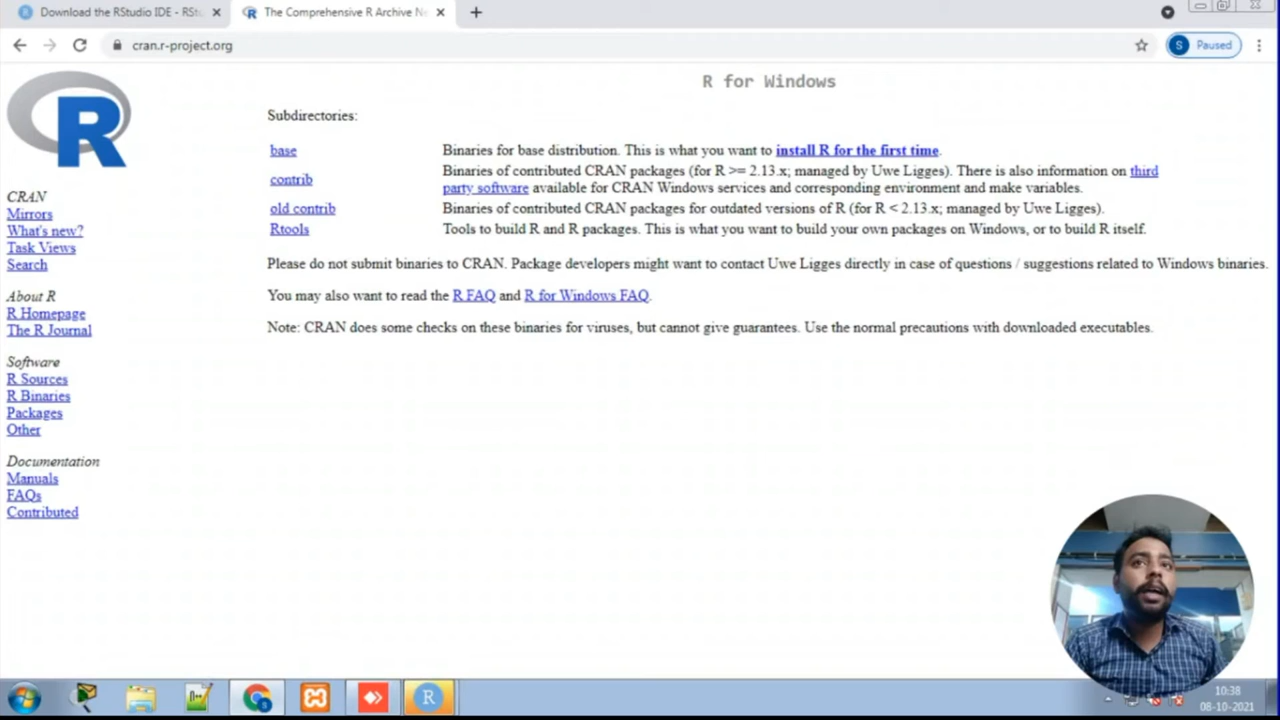 Download the RStudio IDE - RSt
The Comprehensive R Archive Ne
cran.r-project.org
S
Paused
R
R for Windows
Subdirectories:
base
Binaries for base distribution. This is what you want to install R for the first time.
contrib
Binaries of contributed CRAN packages (for R >= 2.13.x; managed by Uwe Ligges). There is also information on third
party software available for CRAN Windows services and corresponding environment and make variables.
old contrib
Binaries of contributed CRAN packages for outdated versions of R (for R < 2.13.x; managed by Uwe Ligges).
Rtools
Tools to build R and R packages. This is what you want to build your own packages on Windows, or to build R itself.
Please do not submit binaries to CRAN. Package developers might want to contact Uwe Ligges directly in case of questions / suggestions related to Windows binaries.
You may also want to read the R FAQ and R for Windows FAQ.
Note: CRAN does some checks on these binaries for viruses, but cannot give guarantees. Use the normal precautions with downloaded executables.
CRAN
Mirrors
What's new?
Task Views
Search
About R
R Homepage
The R Journal
Software
R Sources
R Binaries
Packages
Other
Documentation
Manuals
FAQs
Contributed
R
10:38
08-10-2021